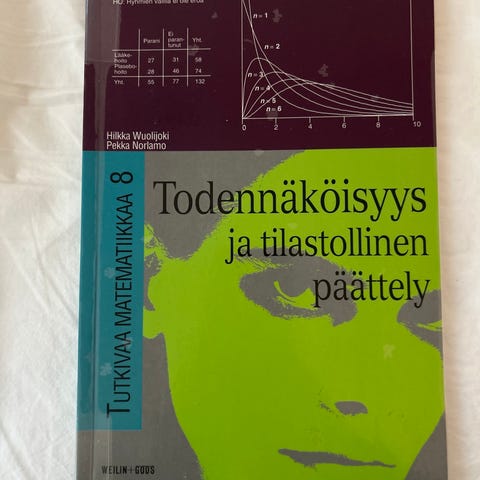 H0: Ryhmien välillä ei ole eroa
Parani Ei paran- tunut Yht.
Lääke- hoito 27 31 58
Plasebo- hoito 28 46 74
Yht. 55 77 132
n = 1
n = 2
n = 3
n = 4
n = 5
n = 6
0 2 4 6 8 10
Hilkka Wuolijoki
Pekka Norlamo
TUTKIVAA MATEMATIIKKAA 8
Todennäköisyys
ja tilastollinen
päättely
WEILIN+GÖÖS